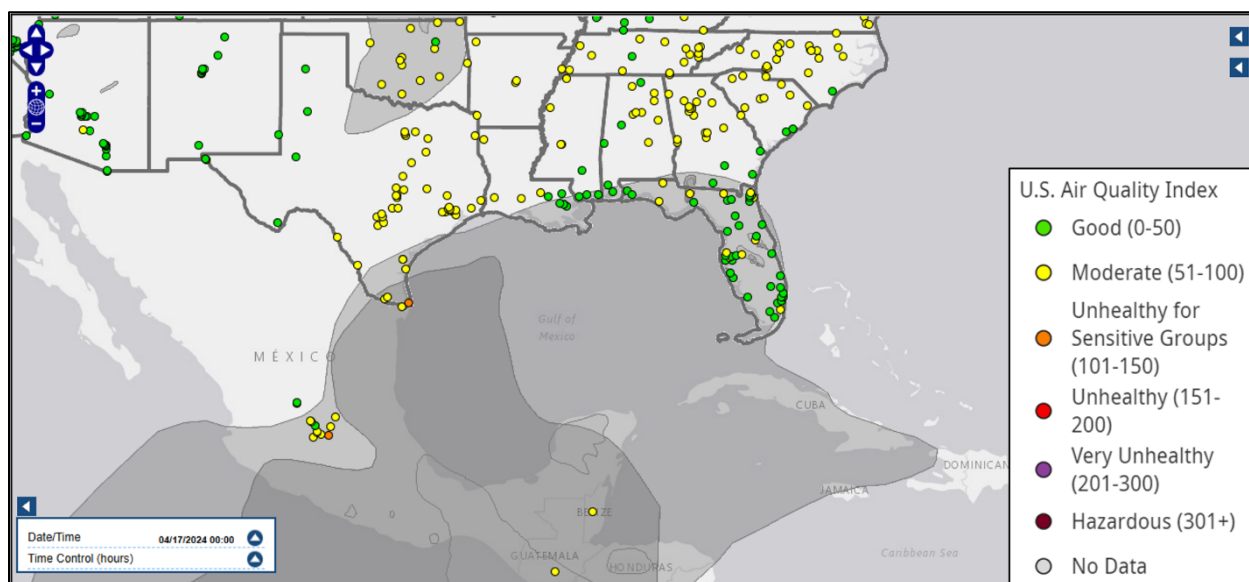 U.S. Air Quality Index
Good (0-50)
Moderate (51-100)
Unhealthy for
Sensitive Groups
(101-150)
Unhealthy (151-
200)
Very Unhealthy
(201-300)
Hazardous (301+)
No Data
Gulf of
Mexico
MÉXICO
CUBA
DOMINICAN
JAMAICA
BELIZE
GUATEMALA
HONDURAS
Caribbean Sea
Date/Time 04/17/2024 00:00
Time Control (hours)